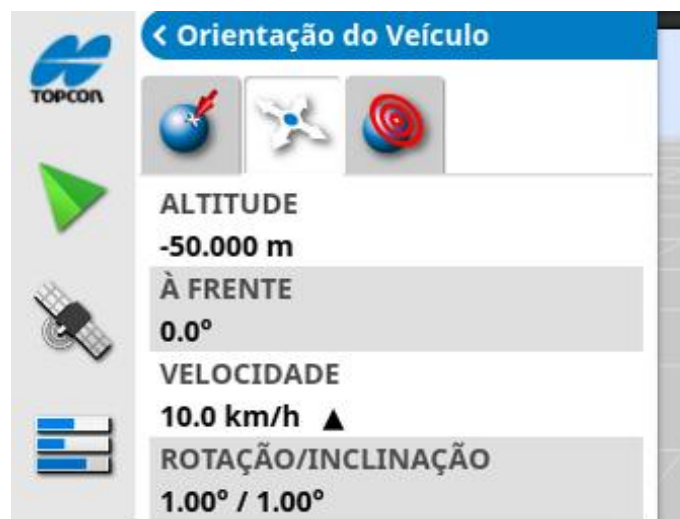 < Orientação do Veículo
TOPCON
ALTITUDE
-50.000 m
À FRENTE
0.0°
VELOCIDADE
10.0 km/h ▲
ROTAÇÃO/INCLINAÇÃO
1.00° / 1.00°